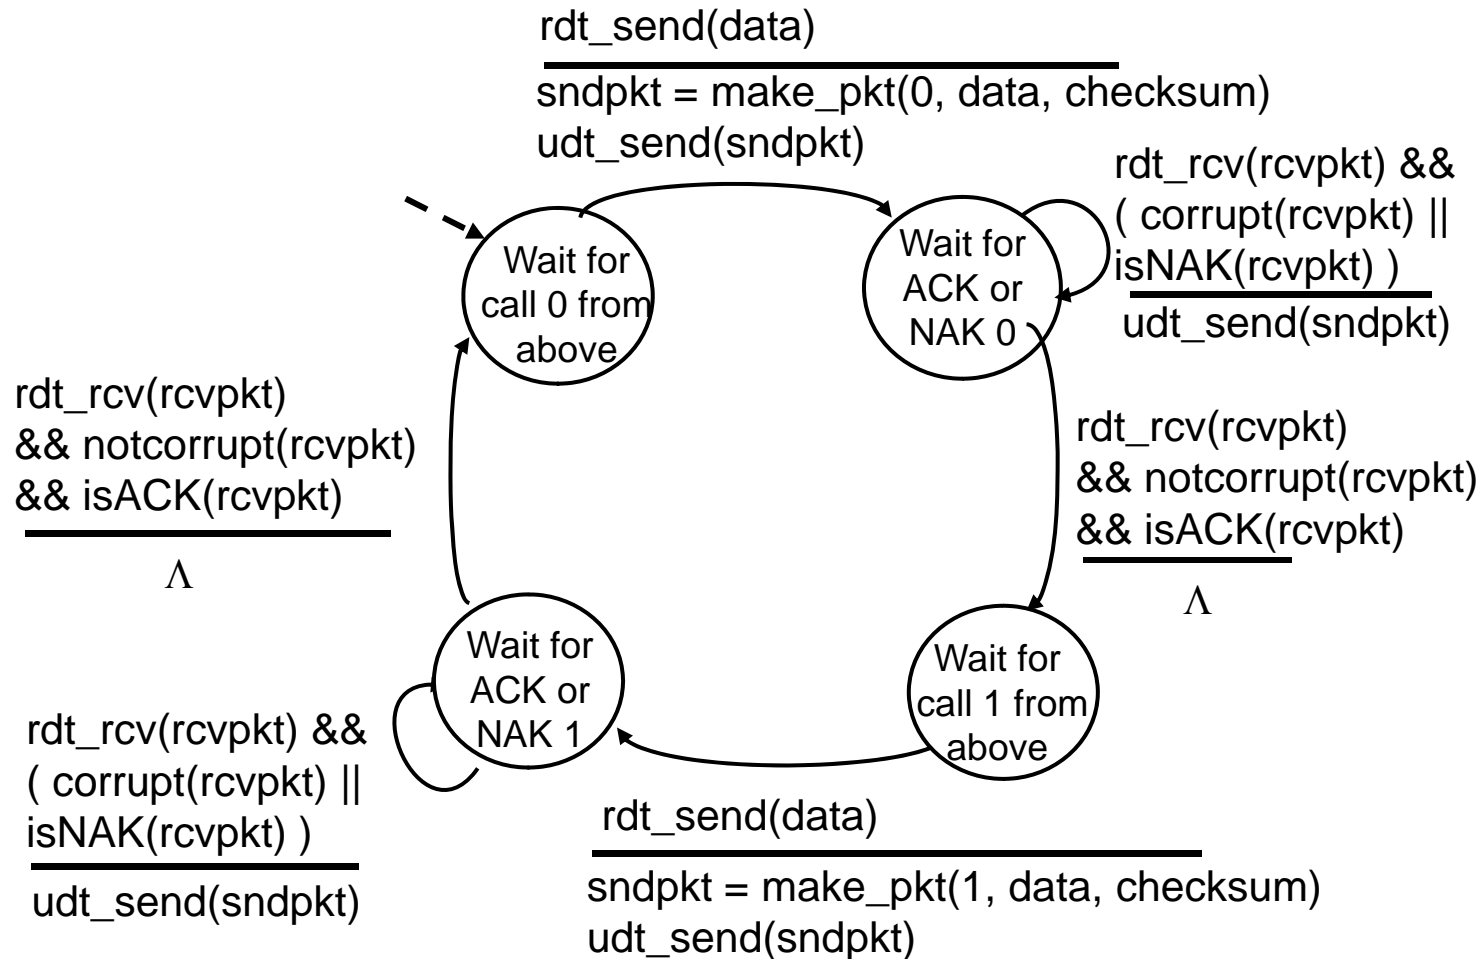 rdt_send(data)
sndpkt = make_pkt(0, data, checksum)
udt_send(sndpkt)
rdt_rcv(rcvpkt) &&
( corrupt(rcvpkt) ||
isNAK(rcvpkt) )
udt_send(sndpkt)
Wait for
call 0 from
above
Wait for
ACK or
NAK 0
rdt_rcv(rcvpkt)
&& notcorrupt(rcvpkt)
&& isACK(rcvpkt)
Λ
rdt_rcv(rcvpkt)
&& notcorrupt(rcvpkt)
&& isACK(rcvpkt)
Λ
Wait for
ACK or
NAK 1
Wait for
call 1 from
above
rdt_rcv(rcvpkt) &&
( corrupt(rcvpkt) ||
isNAK(rcvpkt) )
udt_send(sndpkt)
rdt_send(data)
sndpkt = make_pkt(1, data, checksum)
udt_send(sndpkt)